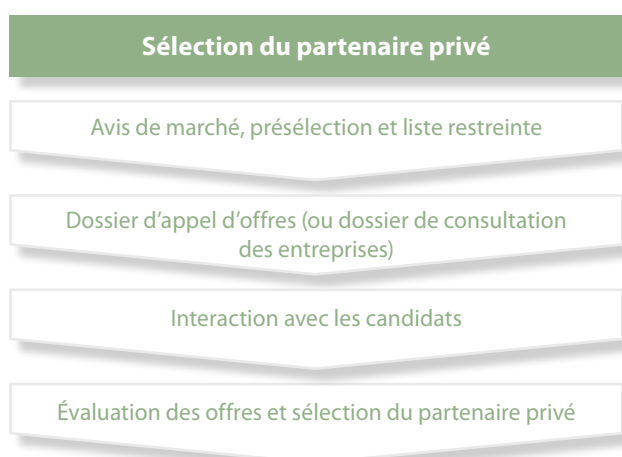 Sélection du partenaire privé
Avis de marché, présélection et liste restreinte
Dossier d’appel d’offres (ou dossier de consultation
des entreprises)
Interaction avec les candidats
Évaluation des offres et sélection du partenaire privé